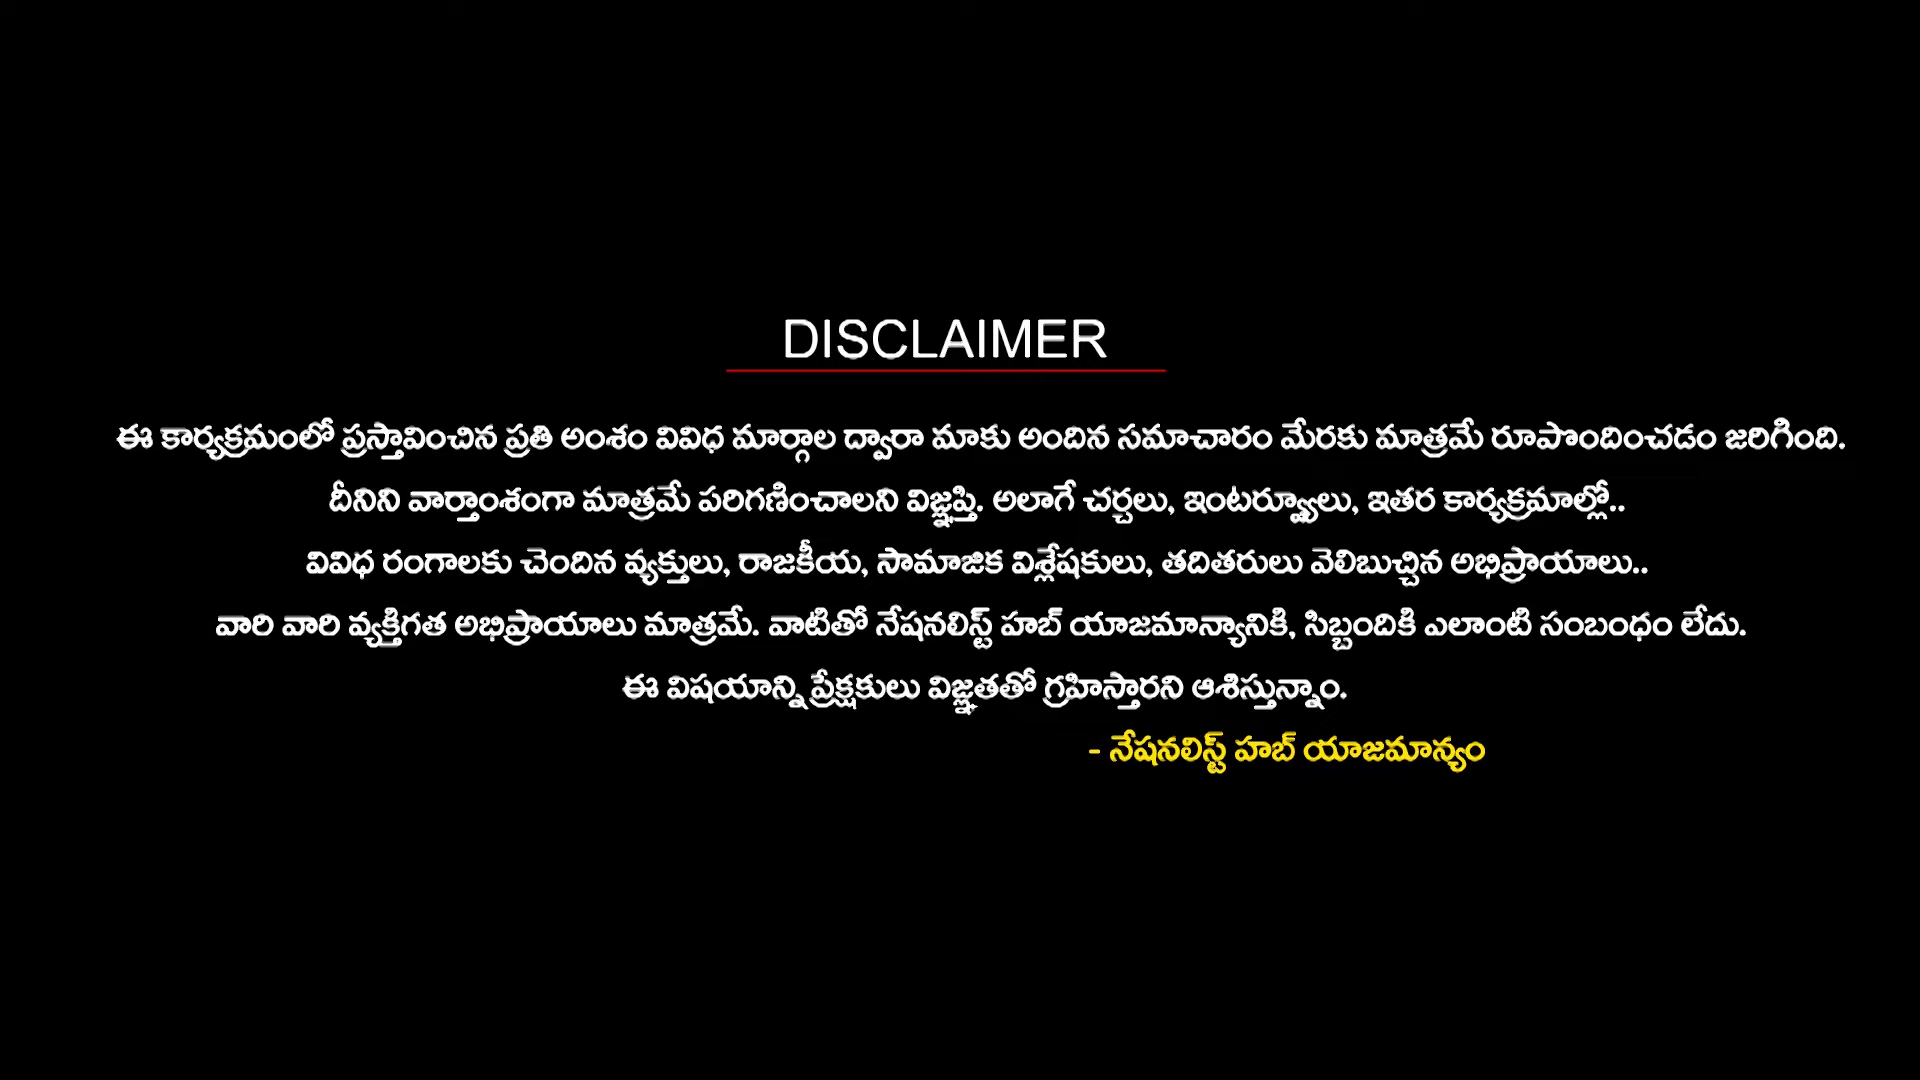 DISCLAIMER
ఈ కార్యక్రమంలో ప్రస్తావించిన ప్రతి అంశం వివిధ మార్గాల ద్వారా మాకు అందిన సమాచారం మేరకు మాత్రమే రూపొందించడం జరిగింది.
దీనిని వార్తాంశంగా మాత్రమే పరిగణించాలని విజ్ఞప్తి. అలాగే చర్చలు, ఇంటర్వ్యూలు, ఇతర కార్యక్రమాల్లో..
వివిధ రంగాలకు చెందిన వ్యక్తులు, రాజకీయ, సామాజిక విశ్లేషకులు, తదితరులు వెలిబుచ్చిన అభిప్రాయాలు..
వారి వారి వ్యక్తిగత అభిప్రాయాలు మాత్రమే. వాటితో నేషనలిస్ట్ హబ్ యాజమాన్యానికి, సిబ్బందికి ఎలాంటి సంబంధం లేదు.
ఈ విషయాన్ని ప్రేక్షకులు విజ్ఞతతో గ్రహిస్తారని ఆశిస్తున్నాం.
- నేషనలిస్ట్ హబ్ యాజమాన్యం